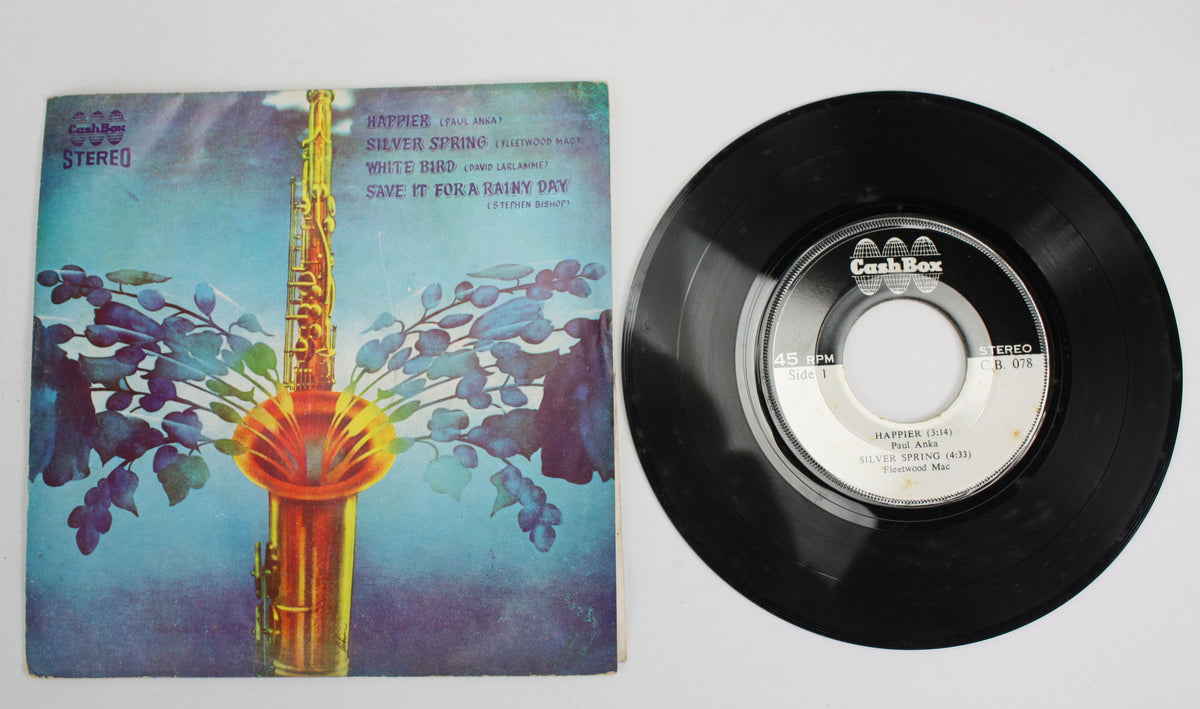 CashBox
STEREO
HAPPIER (PAUL ANKA)
SILVER SPRING (FLEETWOOD MAC)
WHITE BIRD (DAVID LARLAMME)
SAVE IT FOR A RAINY DAY
(STEPHEN BISHOP)
CashBox
45 RPM
Side 1
STEREO
C.B. 078
HAPPIER (3:14)
Paul Anka
SILVER SPRING (4:33)
Fleetwood Mac